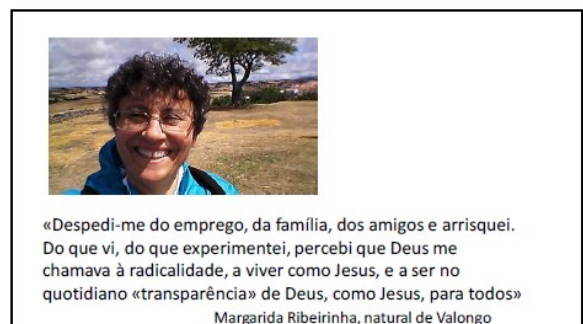 «Despedi-me do emprego, da família, dos amigos e arrisquei.
Do que vi, do que experimentei, percebi que Deus me
chamava à radicalidade, a viver como Jesus, e a ser no
quotidiano «transparência» de Deus, como Jesus, para todos»
Margarida Ribeirinha, natural de Valongo